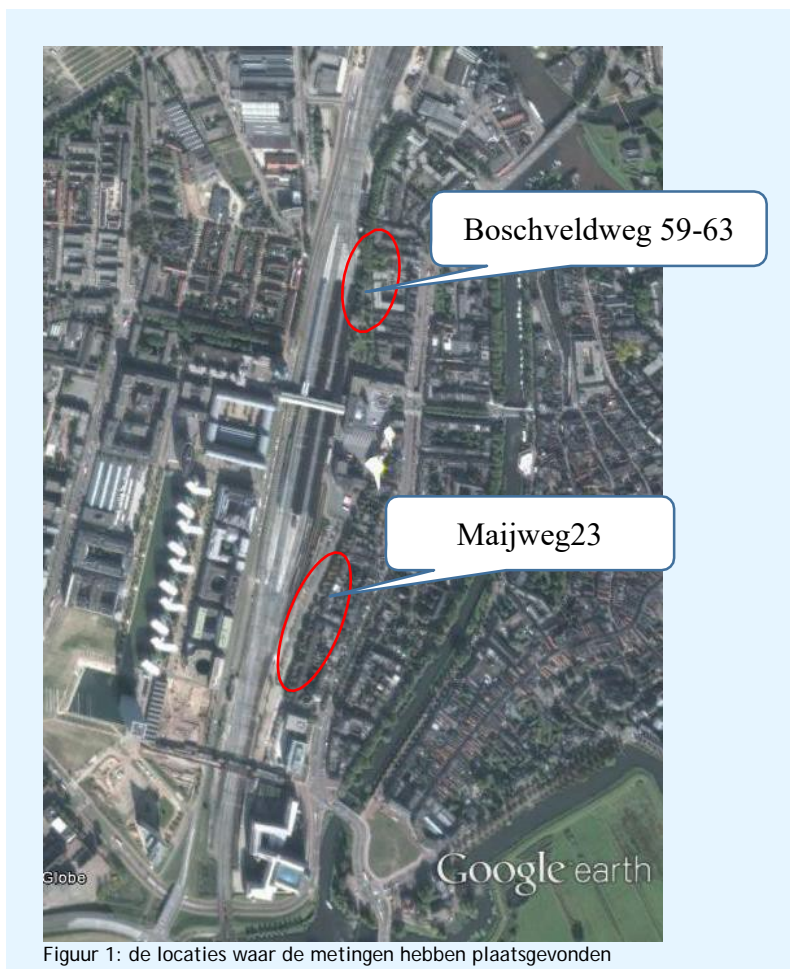 Boschveldweg 59-63
Maijweg23
Google earth
Globe
Figuur 1: de locaties waar de metingen hebben plaatsgevonden